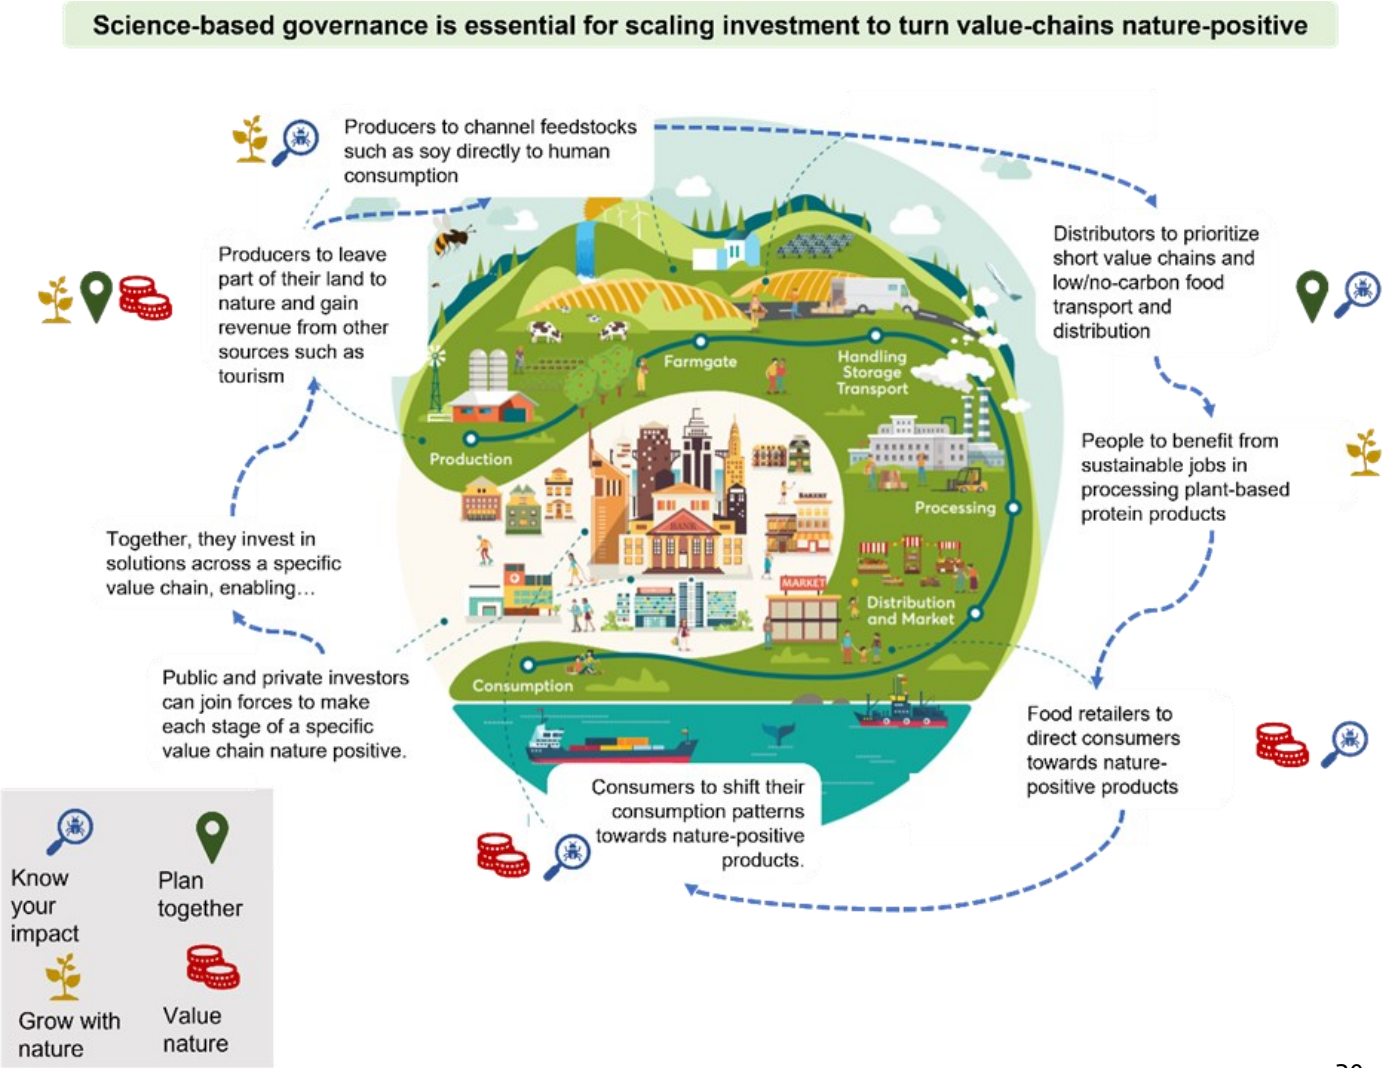 Science-based governance is essential for scaling investment to turn value-chains nature-positive
Producers to channel feedstocks
such as soy directly to human
consumption
Producers to leave
part of their land to
nature and gain
revenue from other
sources such as
tourism
Distributors to prioritize
short value chains and
low/no-carbon food
transport and
distribution
Farmgate
Handling
Storage
Transport
People to benefit from
sustainable jobs in
processing plant-based
protein products
Production
BAKERY
Processing
BANK
Together, they invest in
solutions across a specific
value chain, enabling...
MARKET
Distribution
and Market
Public and private investors
can join forces to make
each stage of a specific
value chain nature positive.
Consumption
Food retailers to
direct consumers
towards nature-
positive products
Consumers to shift their
consumption patterns
towards nature-positive
products.
Know
your
impact
Plan
together
Grow with
nature
Value
nature